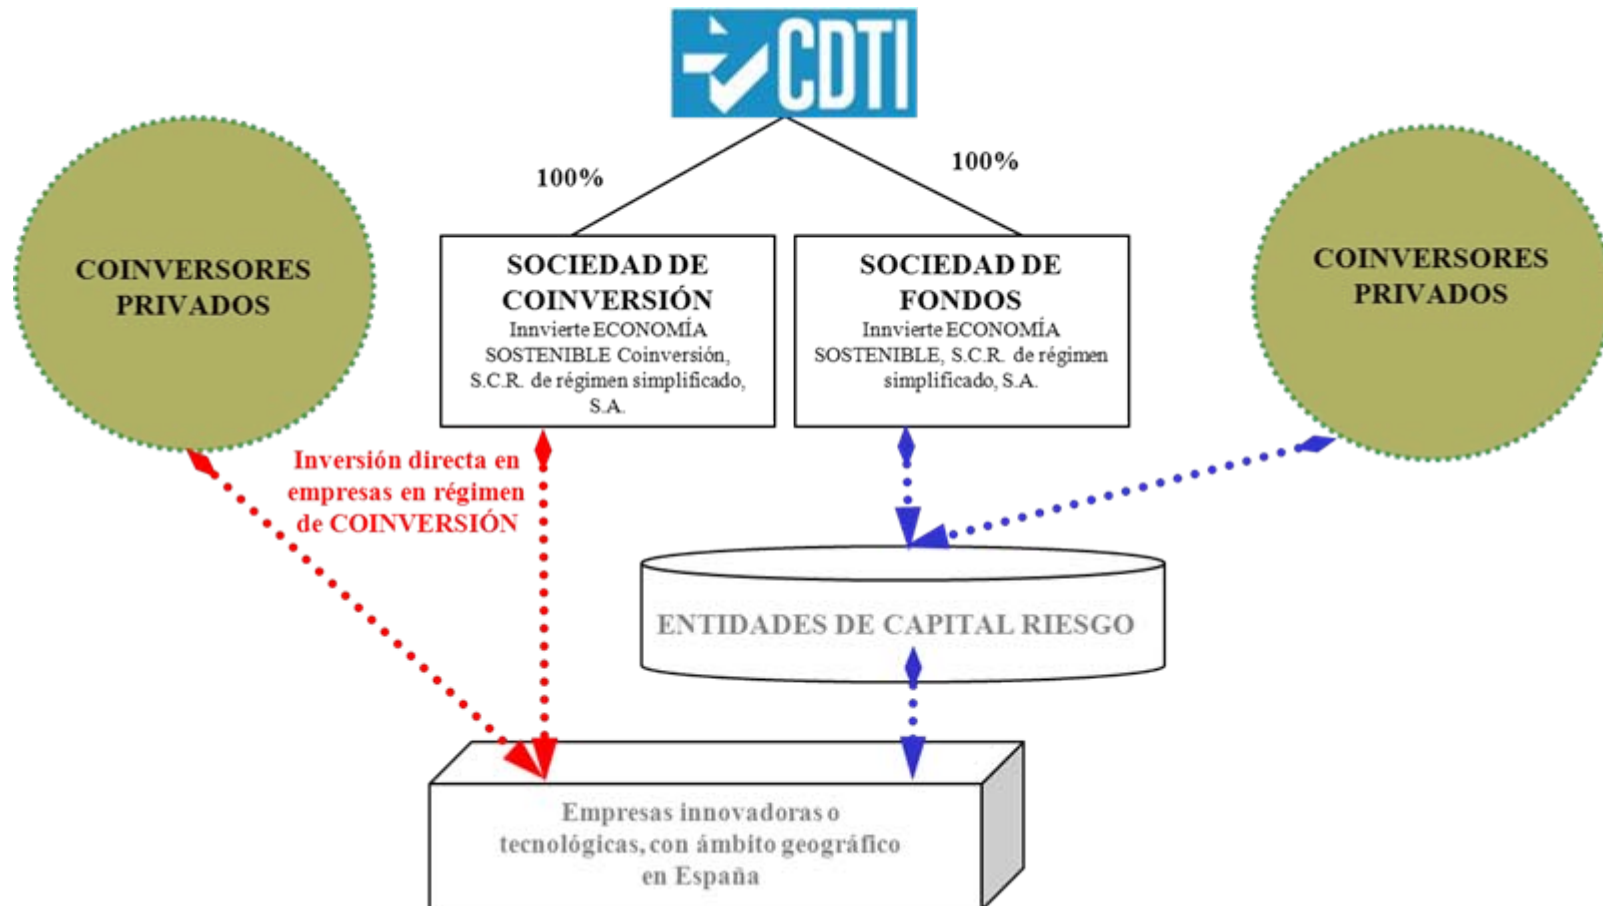 CDTI
100%
100%
COINVERSORES
PRIVADOS
SOCIEDAD DE
COINVERSIÓN
Innvierte ECONOMÍA
SOSTENIBLE Coinversión,
S.C.R. de régimen simplificado,
S.A.
SOCIEDAD DE
FONDOS
Innvierte ECONOMÍA
SOSTENIBLE, S.C.R. de régimen
simplificado, S.A.
COINVERSORES
PRIVADOS
Inversión directa en
empresas en régimen
de COINVERSIÓN
ENTIDADES DE CAPITAL RIESGO
Empresas innovadoras o
tecnológicas, con ámbito geográfico
en España